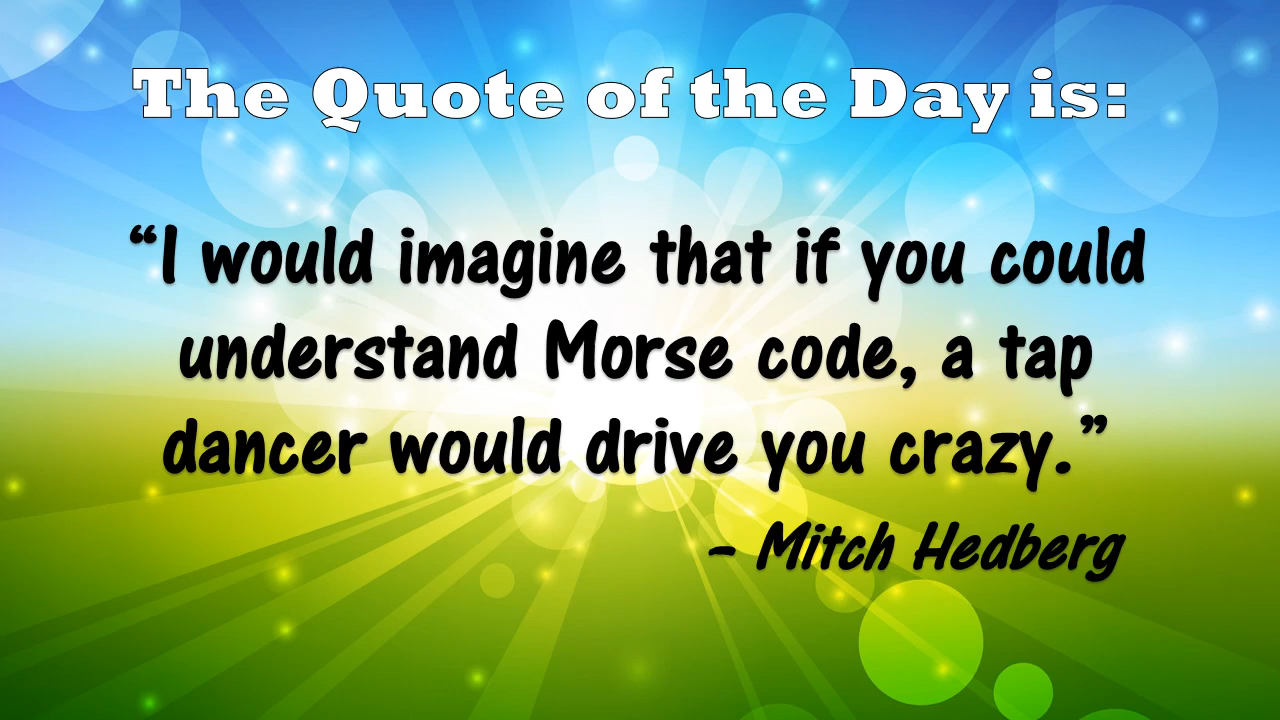 The Quote of the Day is:
“I would imagine that if you could
understand Morse code, a tap
dancer would drive you crazy.”
– Mitch Hedberg